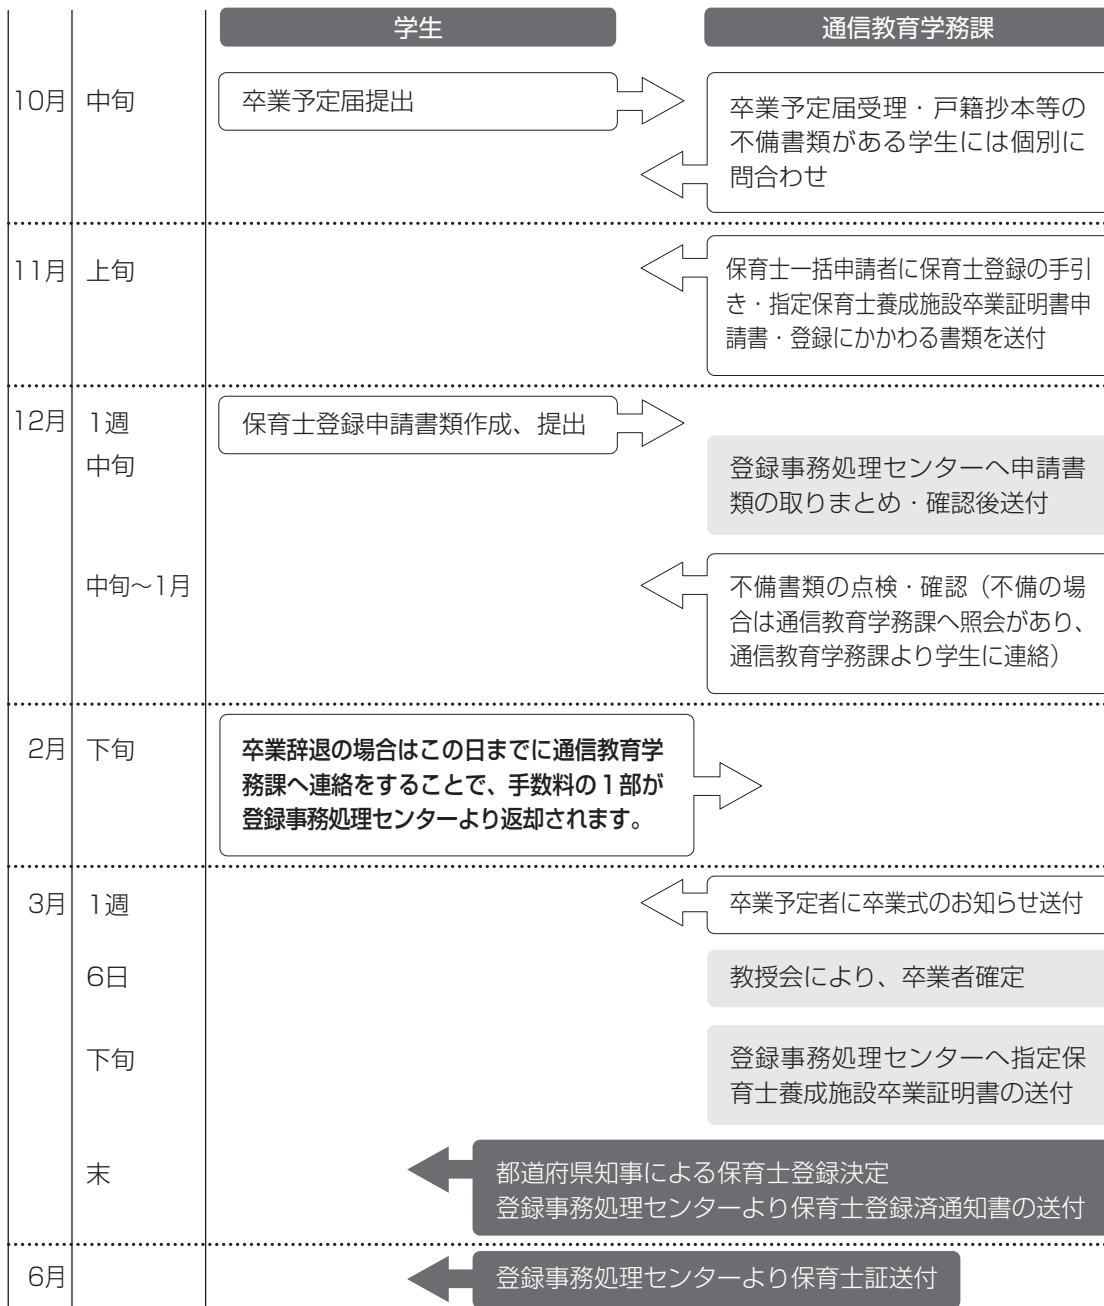 学生
通信教育学務課
10月 中旬
卒業予定届提出
卒業予定届受理・戸籍抄本等の
不備書類がある学生には個別に
問合わせ
11月 上旬
保育士一括申請者に保育士登録の手引
き・指定保育士養成施設卒業証明書申
請書・登録にかかわる書類を送付
12月 1週
保育士登録申請書類作成、提出
中旬
登録事務処理センターへ申請書
類の取りまとめ・確認後送付
中旬～1月
不備書類の点検・確認（不備の場
合は通信教育学務課へ照会があり、
通信教育学務課より学生に連絡）
2月 下旬
卒業辞退の場合はこの日までに通信教育学
務課へ連絡をすることで、手数料の１部が
登録事務処理センターより返却されます。
3月 1週
卒業予定者に卒業式のお知らせ送付
6日
教授会により、卒業者確定
下旬
登録事務処理センターへ指定保
育士養成施設卒業証明書の送付
末
都道府県知事による保育士登録決定
登録事務処理センターより保育士登録済通知書の送付
6月
登録事務処理センターより保育士証送付